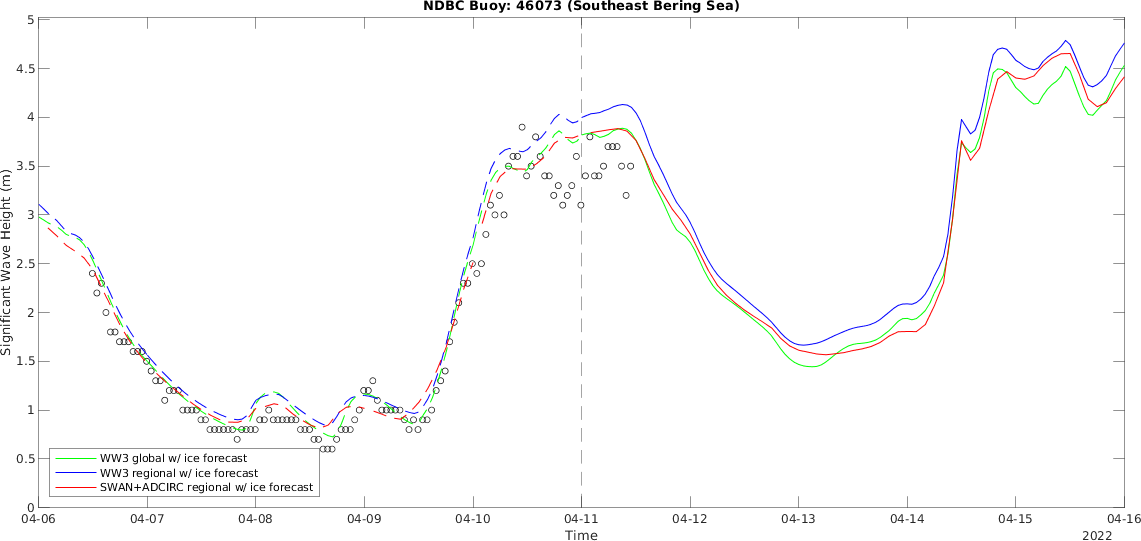 NDBC Buoy: 46073 (Southeast Bering Sea)
5
4.5
4
3.5
3
2.5
2
1.5
1
0.5
0
Significant Wave Height (m)
WW3 global w/ ice forecast
WW3 regional w/ ice forecast
SWAN+ADCIRC regional w/ ice forecast
04-06 04-07 04-08 04-09 04-10 04-11 04-12 04-13 04-14 04-15 04-16
Time
2022